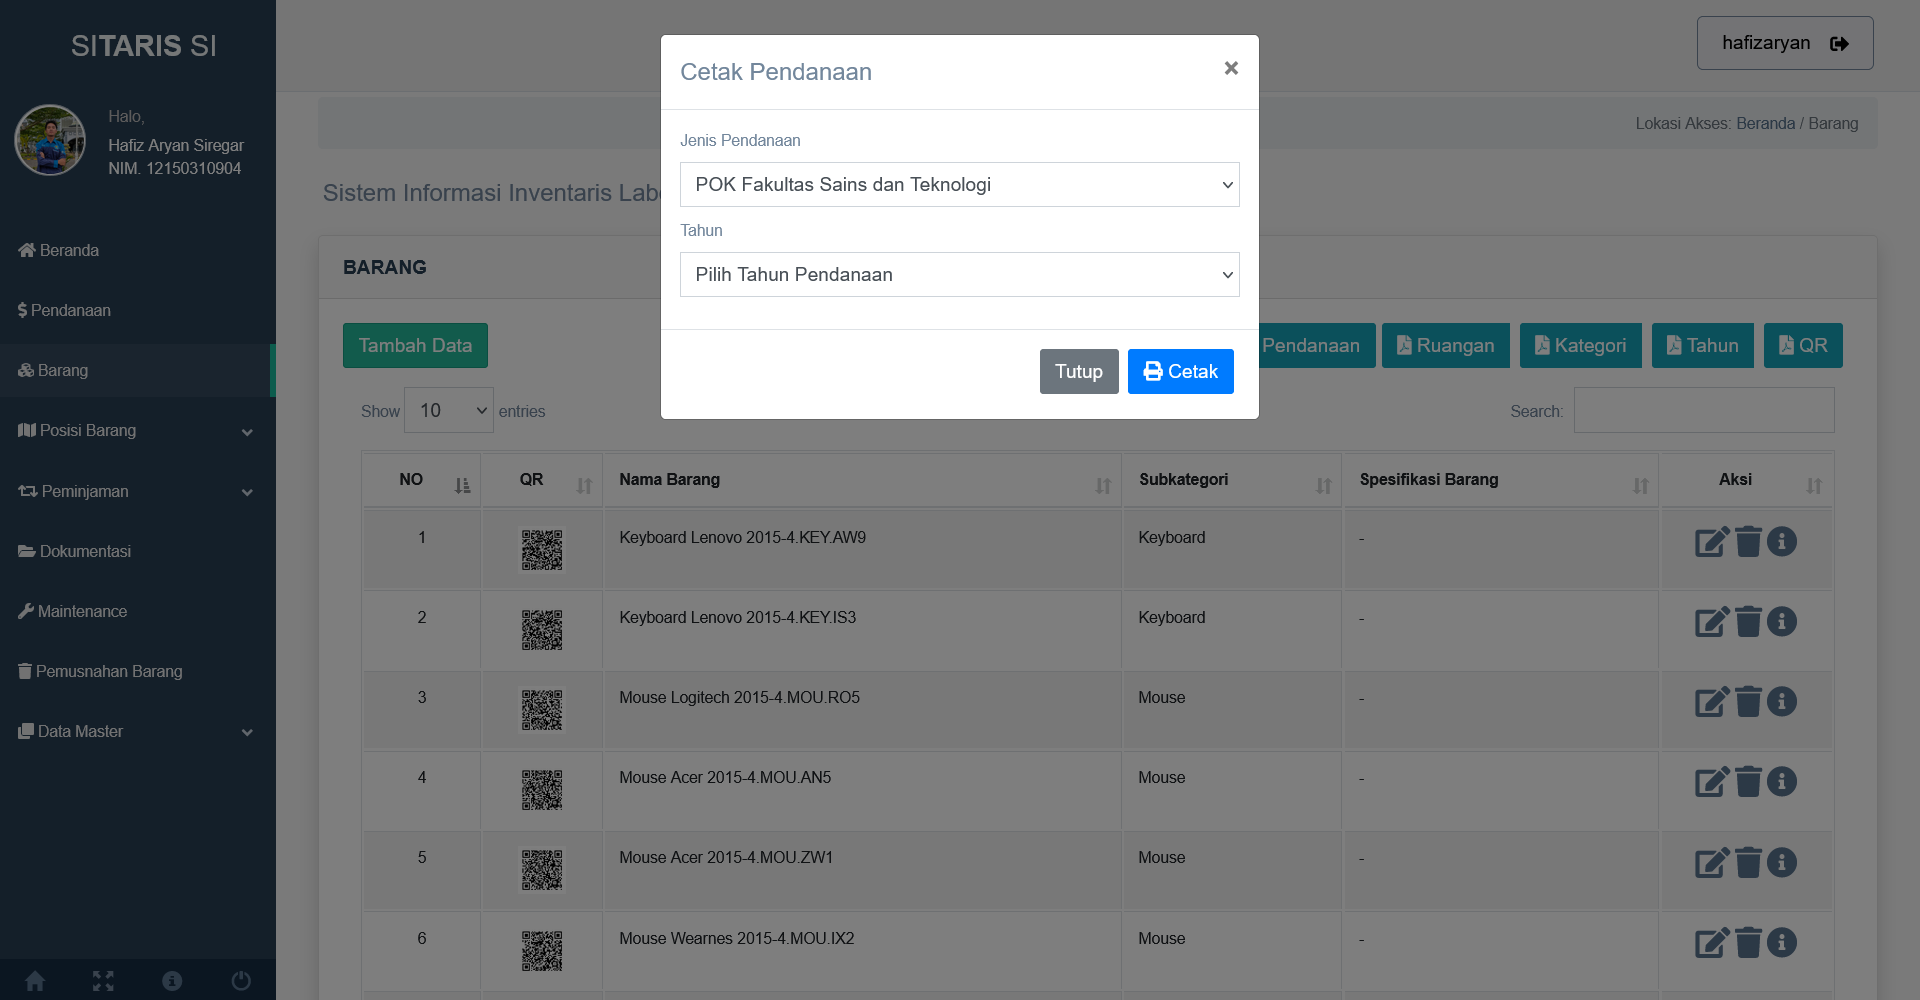 SITARIS SI
Halo,
Hafiz Aryan Siregar
NIM. 12150310904
Beranda
Pendanaan
Barang
Posisi Barang
Peminjaman
Dokumentasi
Maintenance
Pemusnahan Barang
Data Master
hafizaryan
Lokasi Akses: Beranda / Barang
Sistem Informasi Inventaris
BARANG
Cetak Pendanaan
×
Jenis Pendanaan
POK Fakultas Sains dan Teknologi
Tahun
Pilih Tahun Pendanaan
Tutup Cetak
Tambah Data Pendanaan Ruangan Kategori Tahun QR
Show 10 entries Search:
NO QR Nama Barang Subkategori Spesifikasi Barang Aksi
1 Keyboard Lenovo 2015-4.KEY.AW9 Keyboard -
2 Keyboard Lenovo 2015-4.KEY.IS3 Keyboard -
3 Mouse Logitech 2015-4.MOU.RO5 Mouse -
4 Mouse Acer 2015-4.MOU.AN5 Mouse -
5 Mouse Acer 2015-4.MOU.ZW1 Mouse -
6 Mouse Wearnes 2015-4.MOU.IX2 Mouse -